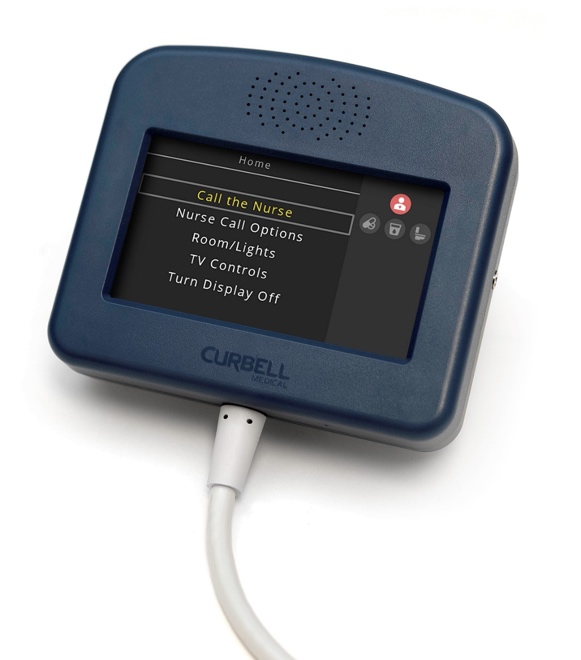 Home
Call the Nurse
Nurse Call Options
Room/Lights
TV Controls
Turn Display Off
CURBELL
MEDICAL